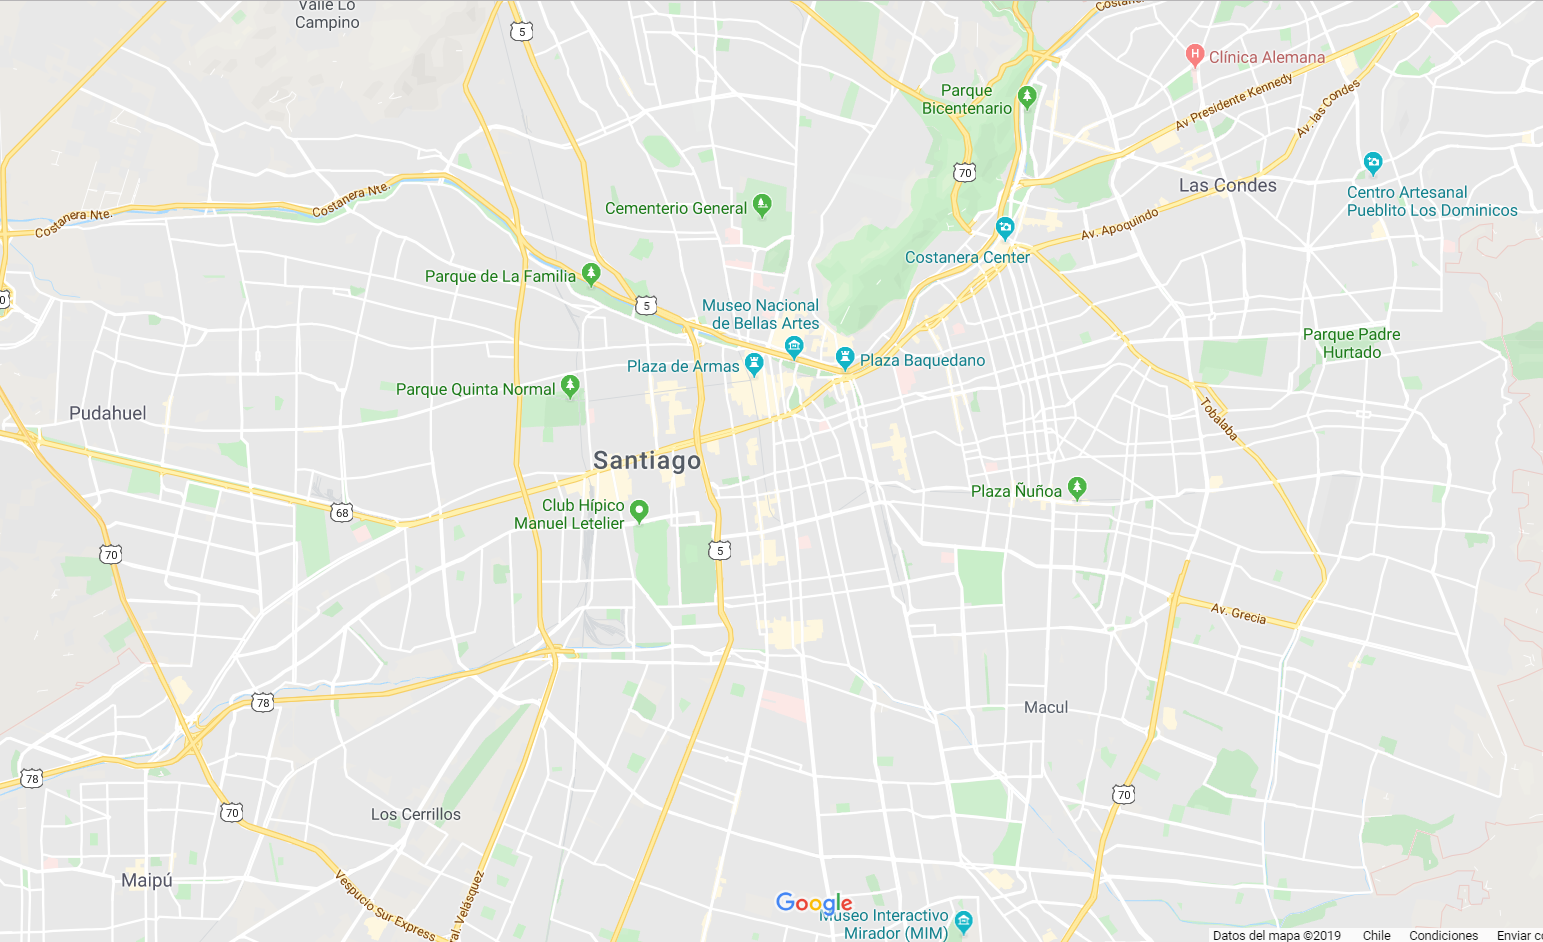 Valle Lo
Campino
5
Costanera
Clínica Alemana
Parque
Bicentenario
Av Presidente Kennedy
Av. las Condes
70
Costanera Nte.
Costanera Nte.
Cementerio General
Las Condes
Centro Artesanal
Pueblito Los Dominicos
Av. Apoquindo
Costanera Center
Parque de La Familia
5
0
Museo Nacional
de Bellas Artes
Parque Padre
Hurtado
Plaza de Armas
Plaza Baquedano
Parque Quinta Normal
Pudahuel
Tobalaba
Santiago
Plaza Ñuñoa
Club Hípico
Manuel Letelier
68
70
5
Av. Grecia
78
Macul
78
70
70
Los Cerrillos
Maipú
Vespucio Sur Express
ral. Velásquez
Google
Museo Interactivo
Mirador (MIM)
Datos del mapa ©2019 Chile Condiciones Enviar co